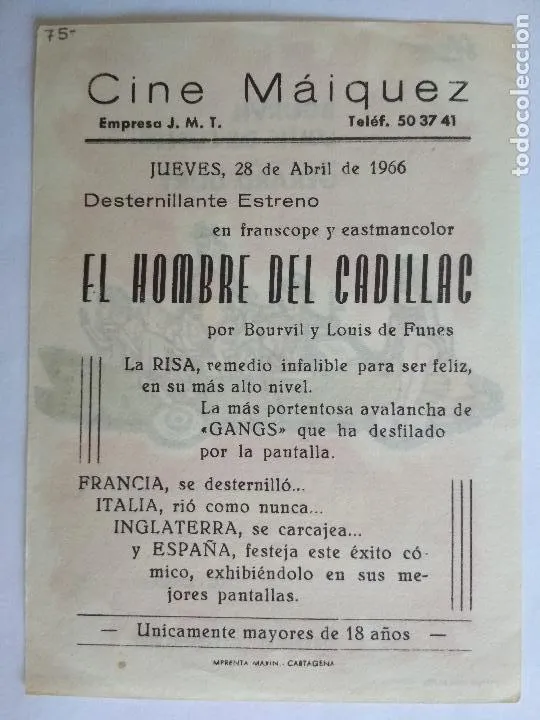 75-
Cine Máiquez
Empresa J. M. T. Teléf. 50 37 41
JUEVES, 28 de Abril de 1966
Desternillante Estreno
en franscope y eastmancolor
EL HOMBRE DEL CADILLAC
por Bourvil y Louis de Funes
La RISA, remedio infalible para ser feliz,
en su más alto nivel.
La más portentosa avalancha de
«GANGS» que ha desfilado
por la pantalla.
FRANCIA, se desternilló...
ITALIA, rió como nunca...
INGLATERRA, se carcajea...
y ESPAÑA, festeja este éxito có-
mico, exhibiéndolo en sus me-
jores pantallas.
— Unicamente mayores de 18 años —
MPRENTA MARIN. - CARTAGENA
todocoleccion.net